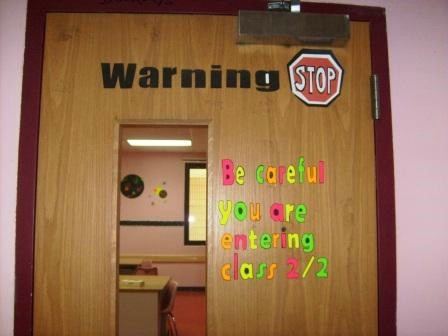 Warning STOP
Be careful
you are
entering
class 2/2